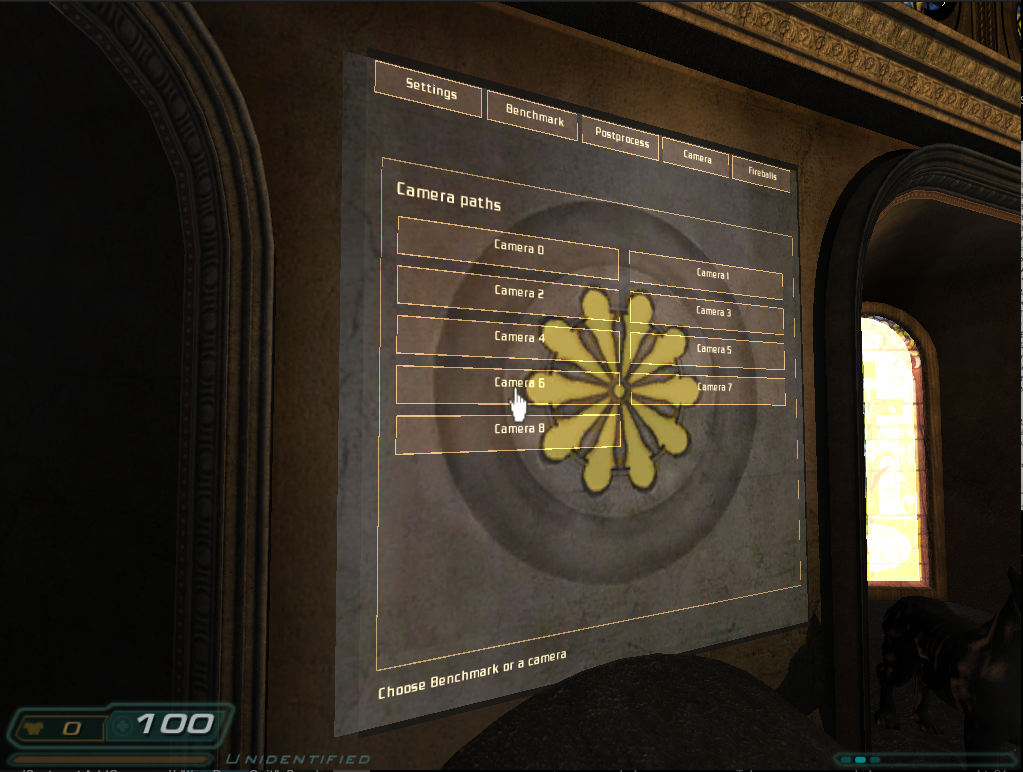 Settings
Benchmark
Postprocess
Camera
Fireballs
Camera paths
Camera 0
Camera 1
Camera 2
Camera 3
Camera 4
Camera 5
Camera 6
Camera 7
Camera 8
Choose Benchmark or a camera
0
100
UNIDENTIFIED